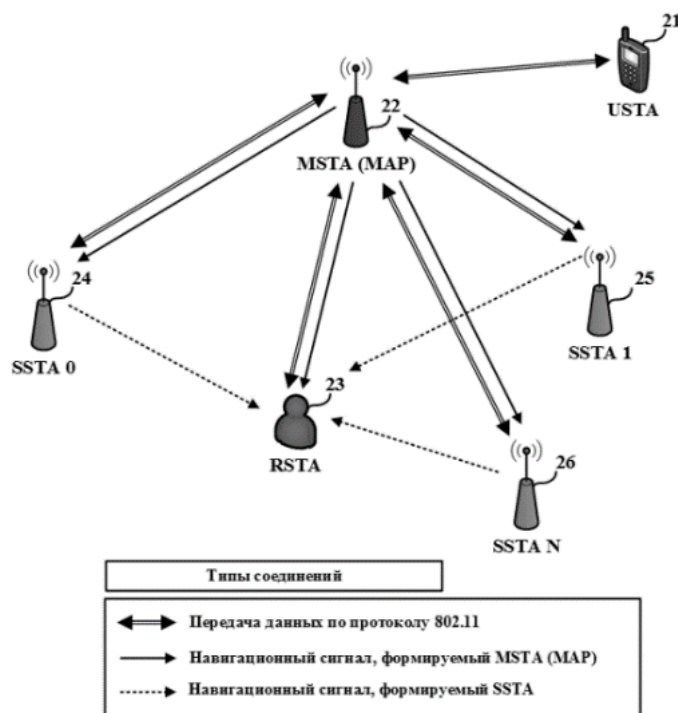 21
USTA
22
MSTA (MAP)
24
SSTA 0
25
SSTA 1
23
RSTA
26
SSTA N
Типы соединений
Передача данных по протоколу 802.11
Навигационный сигнал, формируемый MSTA (MAP)
Навигационный сигнал, формируемый SSTA